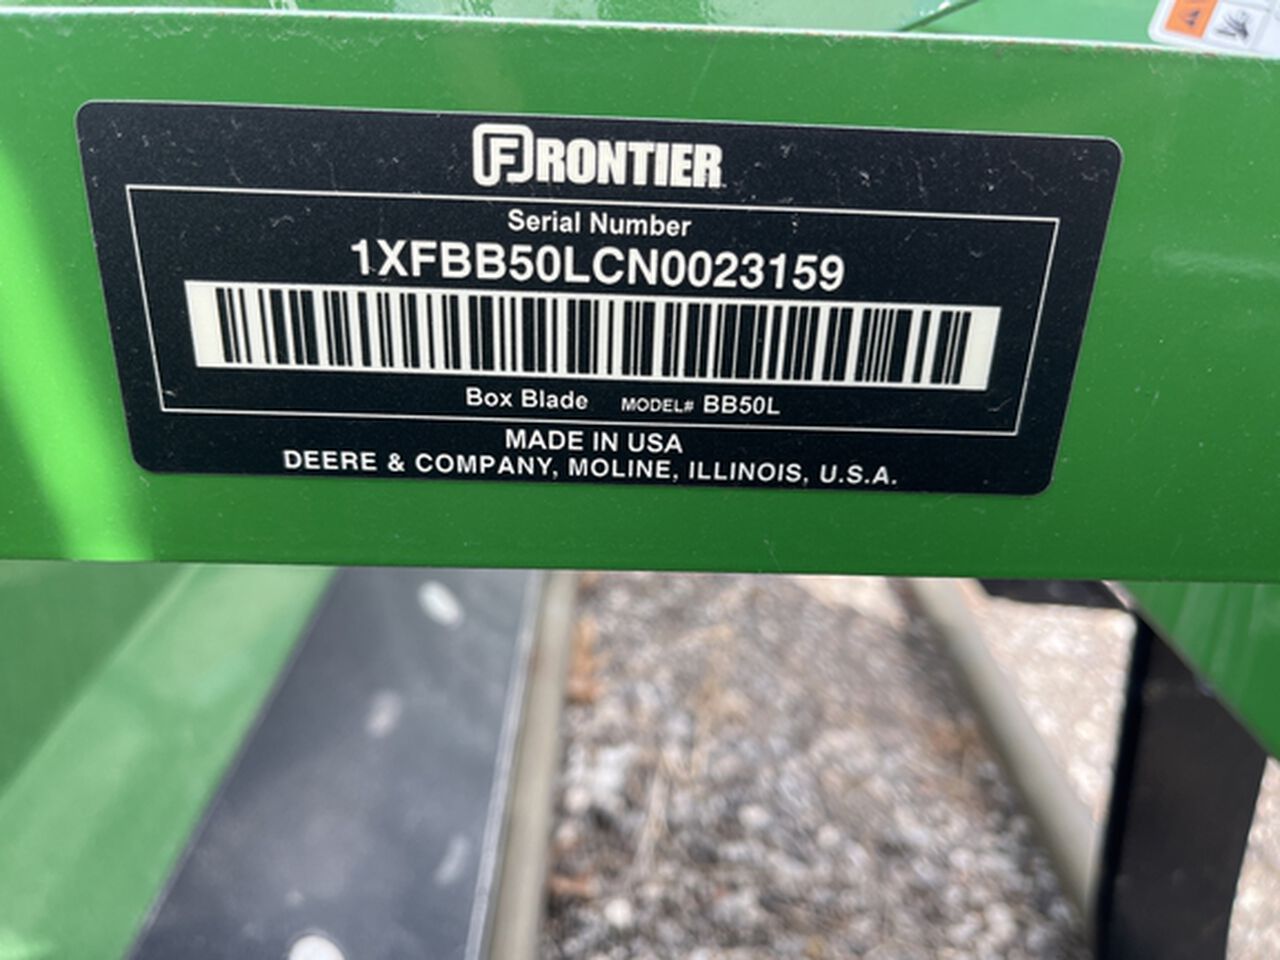 FRONTIER
Serial Number
1XFBB50LCN0023159
Box Blade MODEL# BB50L
MADE IN USA
DEERE & COMPANY, MOLINE, ILLINOIS, U.S.A.